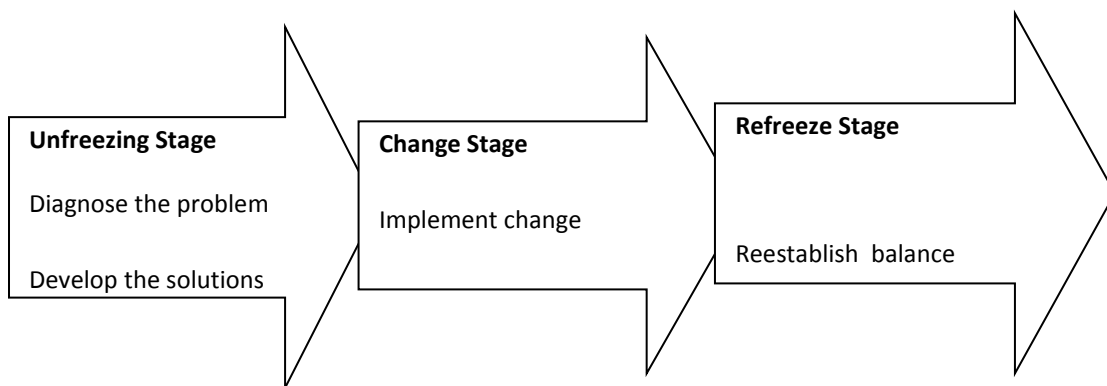 Unfreezing Stage
Diagnose the problem
Develop the solutions
Change Stage
Implement change
Refreeze Stage
Reestablish  balance